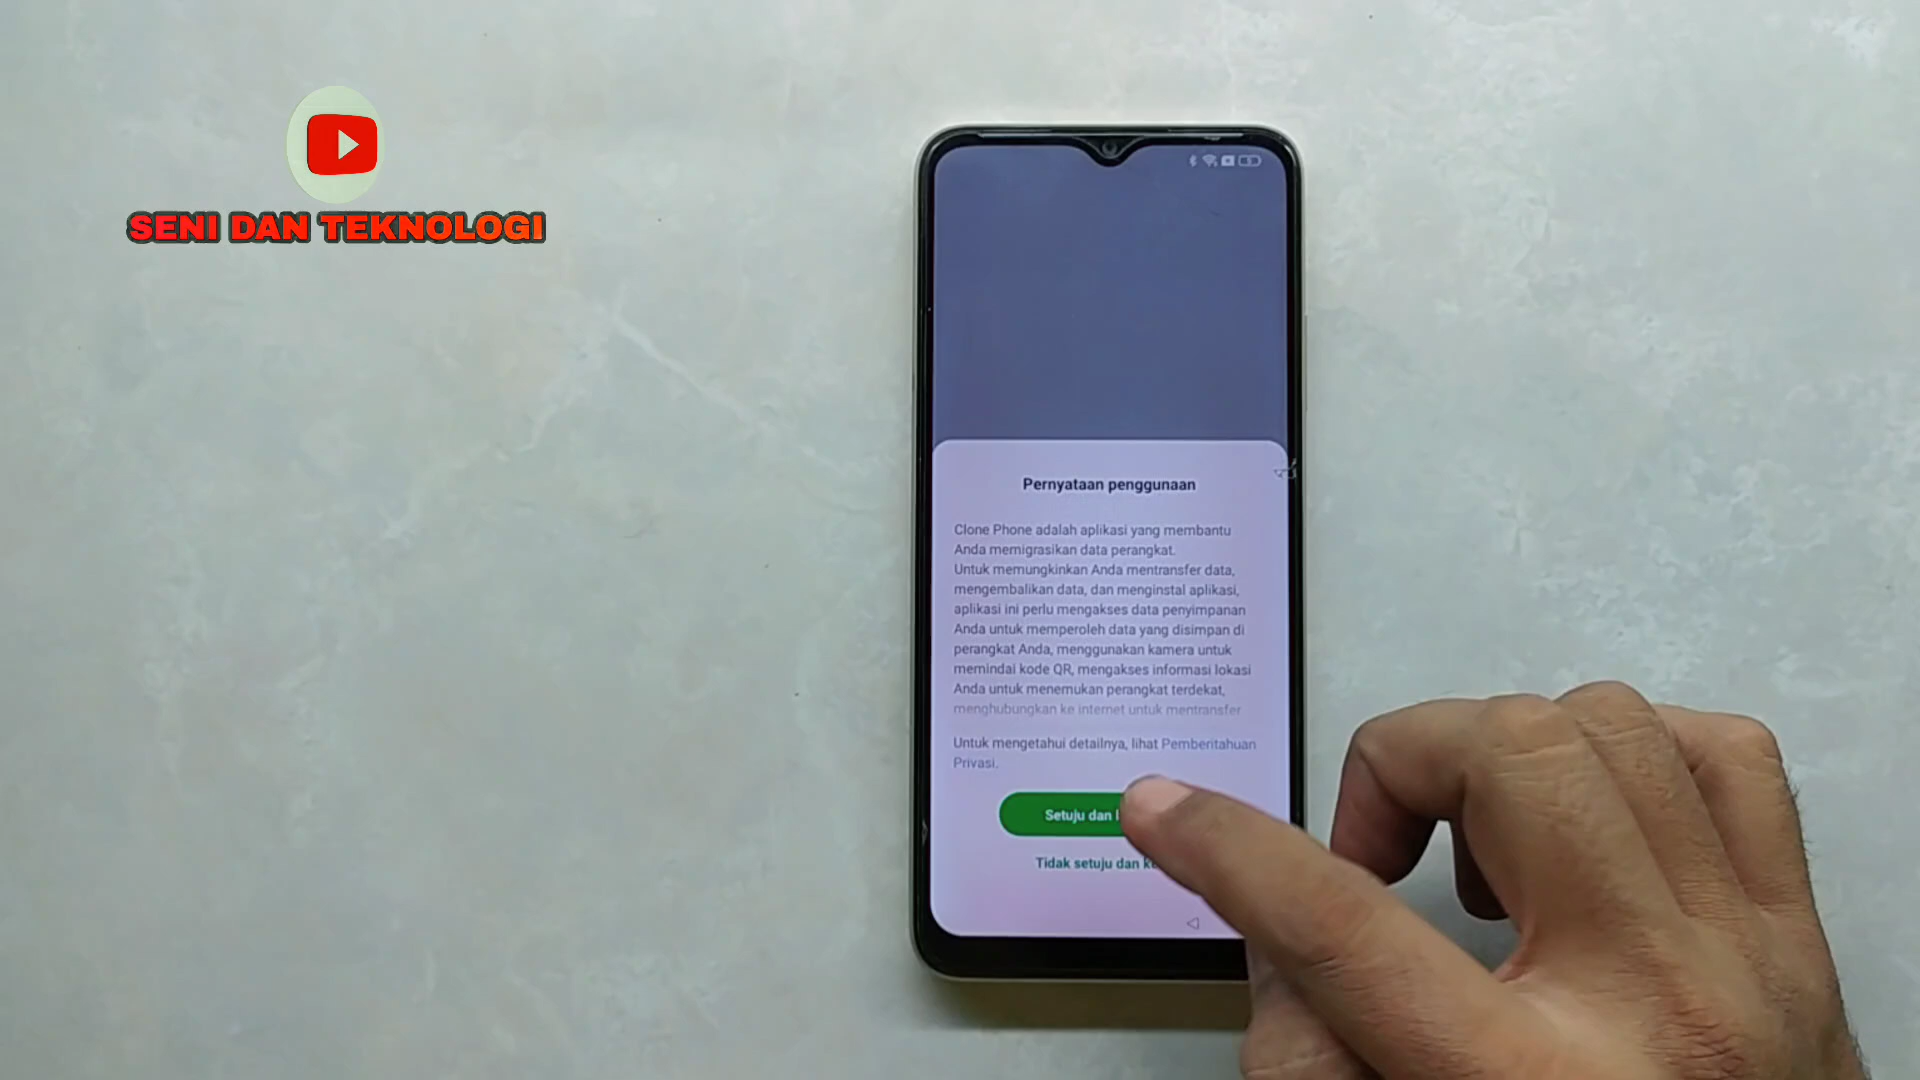 SENI DAN TEKNOLOGI
Pernyataan penggunaan
Clone Phone adalah aplikasi yang membantu
Anda memigrasikan data perangkat.
Untuk memungkinkan Anda mentransfer data,
mengembalikan data, dan menginstal aplikasi,
aplikasi ini perlu mengakses data penyimpanan
Anda untuk memperoleh data yang disimpan di
perangkat Anda, menggunakan kamera untuk
memindai kode QR, mengakses informasi lokasi
Anda untuk menemukan perangkat terdekat,
menghubungkan ke internet untuk mentransfer
Untuk mengetahui detailnya, lihat Pemberitahuan
Privasi.
Setuju dan
Tidak setuju dan